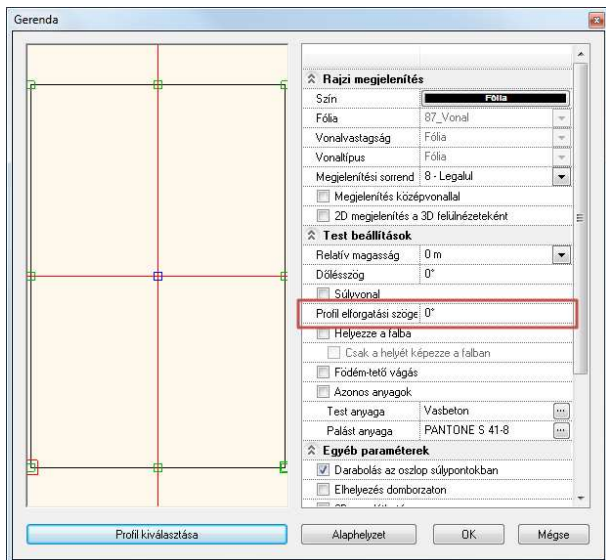 Gerenda
Rajzi megjelenítés
Szín Fólia
Fólia 87_Vonal
Vonalvastagság Fólia
Vonaltípus Fólia
Megjelenítési sorrend 8 - Legalul
Megjelenítés középvonallal
2D megjelenítés a 3D felülnézeteként
Test beállítások
Relatív magasság 0 m
Dőlésszög 0°
Súlyvonal
Profil elforgatási szöge 0°
Helyezze a falba
Csak a helyét képezze a falban
Födém-tető vágás
Azonos anyagok
Test anyaga Vasbeton ...
Palást anyaga PANTONE S 41-8 ...
Egyéb paraméterek
Darabolás az oszlop súlypontokban
Elhelyezés domborzaton
Profil kiválasztása Alaphelyzet OK Mégse